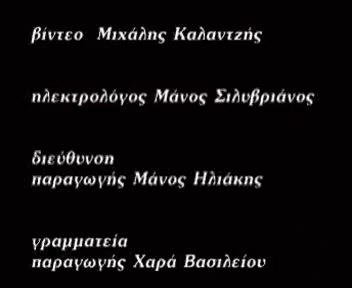 βίντεο Μιχάλης Καλαντζής
ηλεκτρολόγος Μάνος Σιλυβριάνος
διεύθυνση
παραγωγής Μάνος Ηλιάκης
γραμματεία
παραγωγής Χαρά Βασιλείου